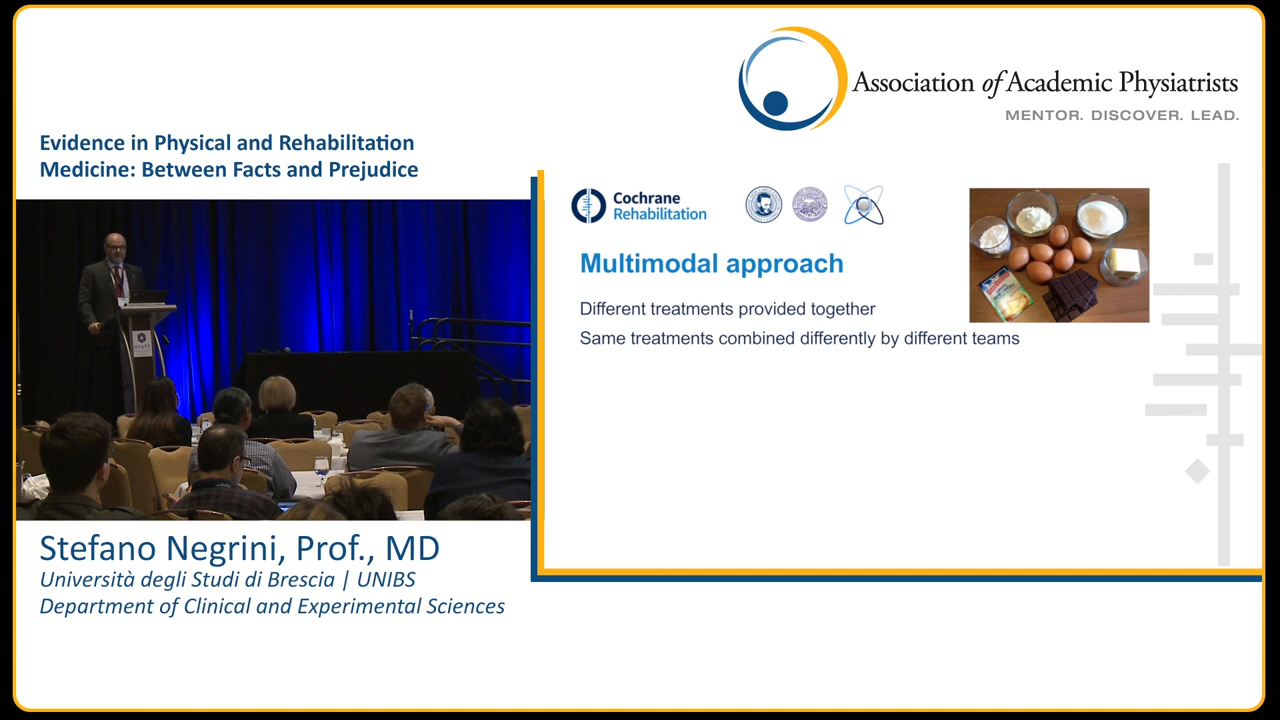 Association of Academic Physiatrists
MENTOR. DISCOVER. LEAD.
Evidence in Physical and Rehabilitation
Medicine: Between Facts and Prejudice
Cochrane
Rehabilitation
Multimodal approach
Different treatments provided together
Same treatments combined differently by different teams
HYATT
Stefano Negrini, Prof., MD
Università degli Studi di Brescia | UNIBS
Department of Clinical and Experimental Sciences